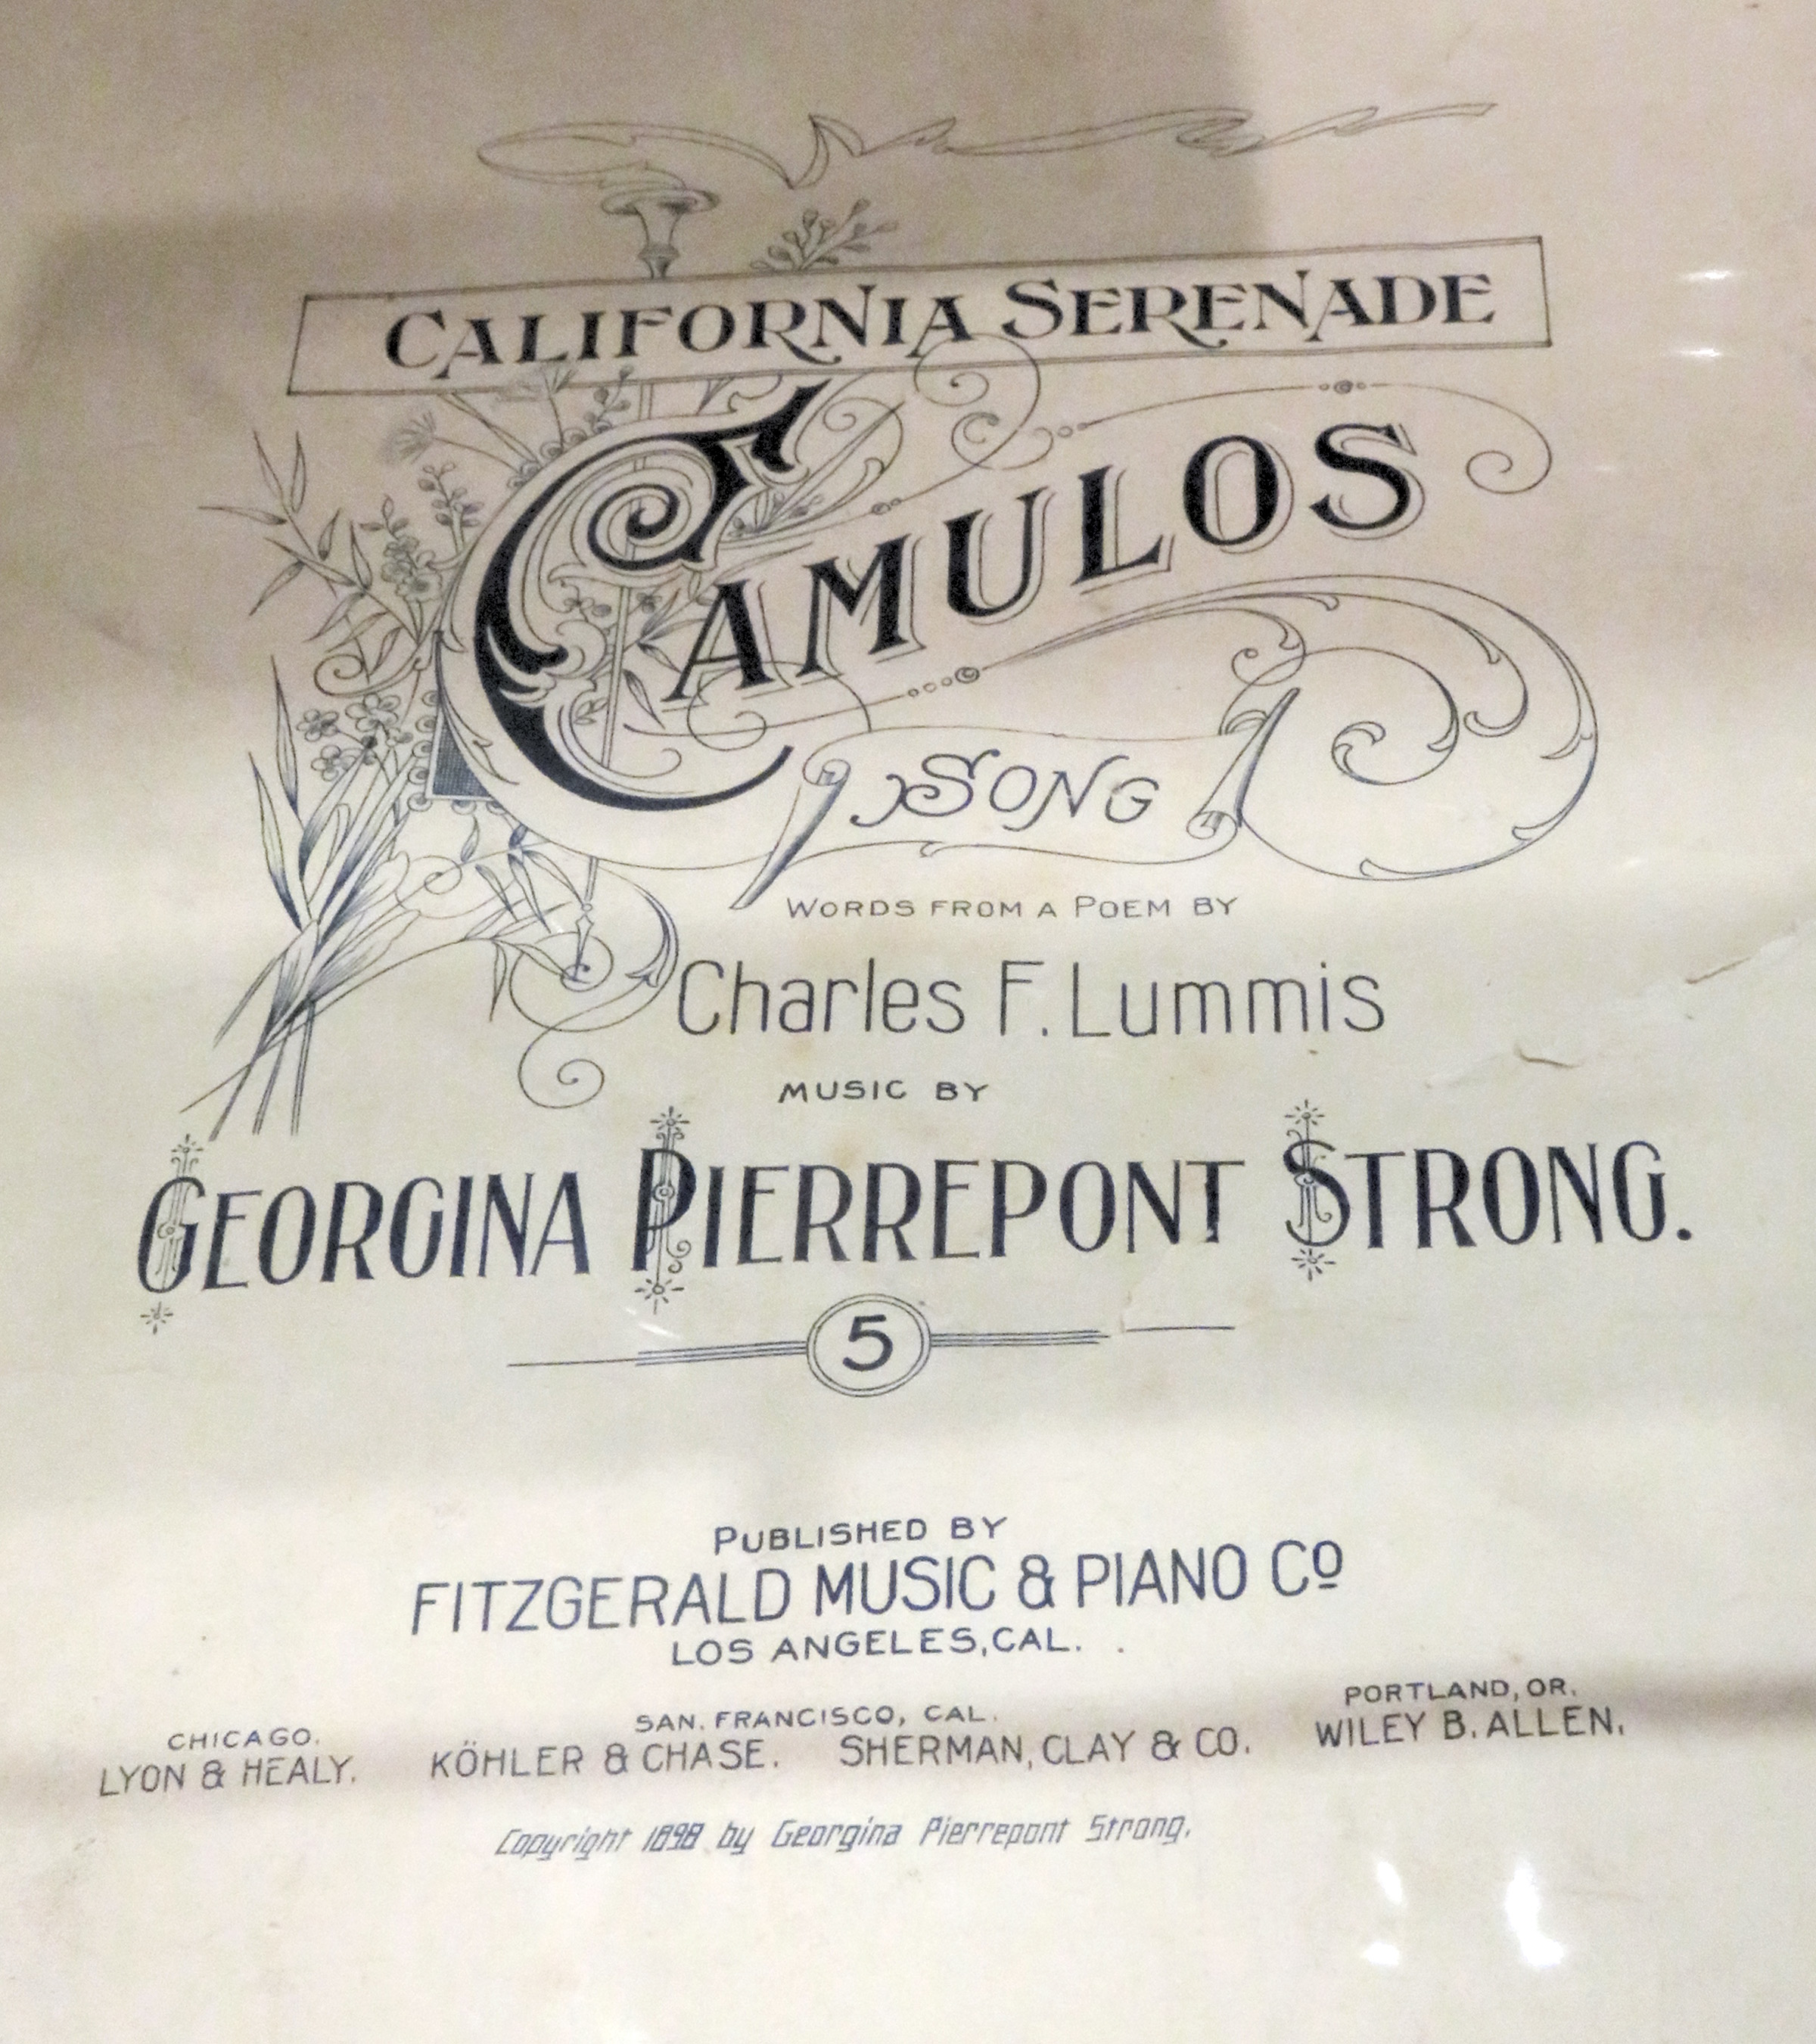 CALIFORNIA SERENADE
CAMULOS
SONG
WORDS FROM A POEM BY
Charles F. Lummis
MUSIC BY
GEORGINA PIERREPONT STRONG.
5
PUBLISHED BY
FITZGERALD MUSIC & PIANO Cº
LOS ANGELES, CAL.
CHICAGO. SAN. FRANCISCO, CAL. PORTLAND, OR.
LYON & HEALY. KÖHLER & CHASE. SHERMAN, CLAY & CO. WILEY B. ALLEN.
Copyright 1898 by Georgina Pierrepont Strong.